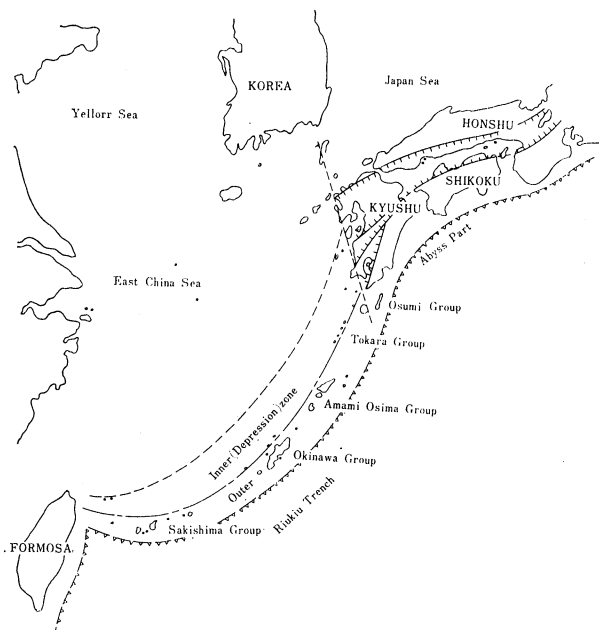 Japan Sea
KOREA
Yellorr Sea
HONSHU
SHIKOKU
KYUSHU
Abyss Part
East China Sea
Osumi Group
Tokara Group
Amami Osima Group
Inner(Depression)zone
Okinawa Group
Outer
Riukiu Trench
Sakishima Group
FORMOSA